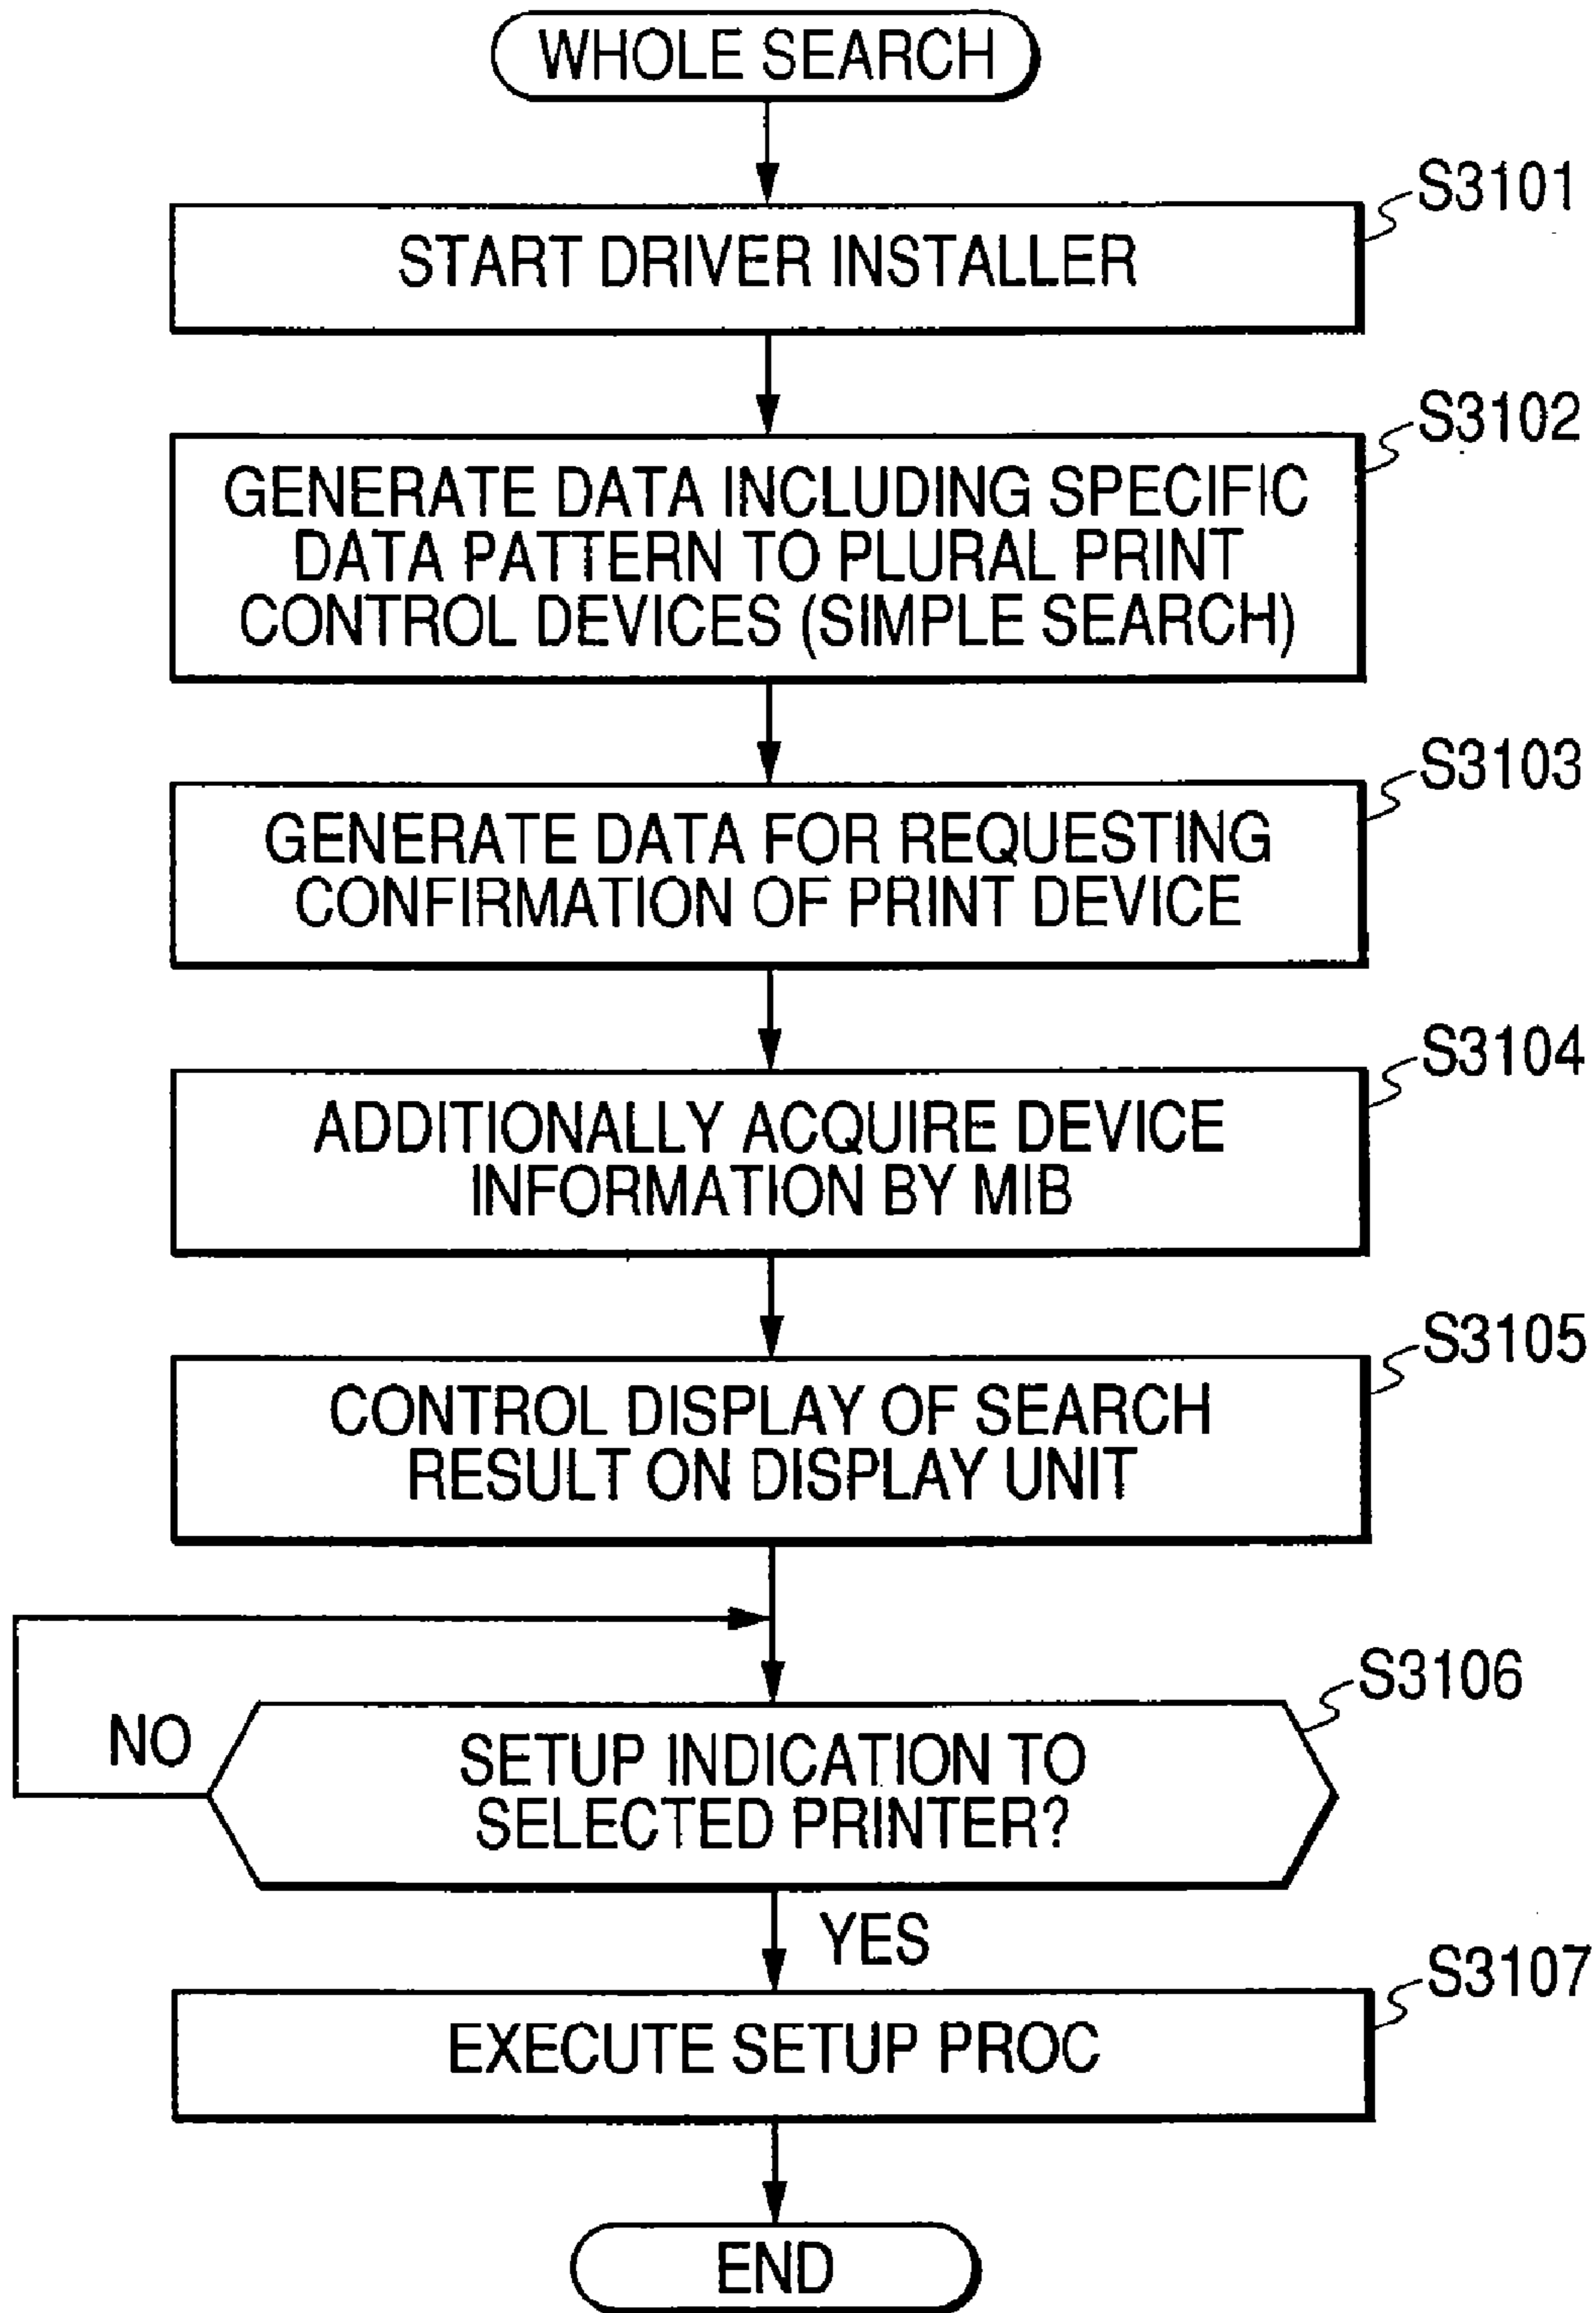 WHOLE SEARCH
S3101
START DRIVER INSTALLER
S3102
GENERATE DATA INCLUDING SPECIFIC
DATA PATTERN TO PLURAL PRINT
CONTROL DEVICES (SIMPLE SEARCH)
S3103
GENERATE DATA FOR REQUESTING
CONFIRMATION OF PRINT DEVICE
S3104
ADDITIONALLY ACQUIRE DEVICE
INFORMATION BY MIB
S3105
CONTROL DISPLAY OF SEARCH
RESULT ON DISPLAY UNIT
S3106
NO
SETUP INDICATION TO
SELECTED PRINTER?
YES
S3107
EXECUTE SETUP PROC
END